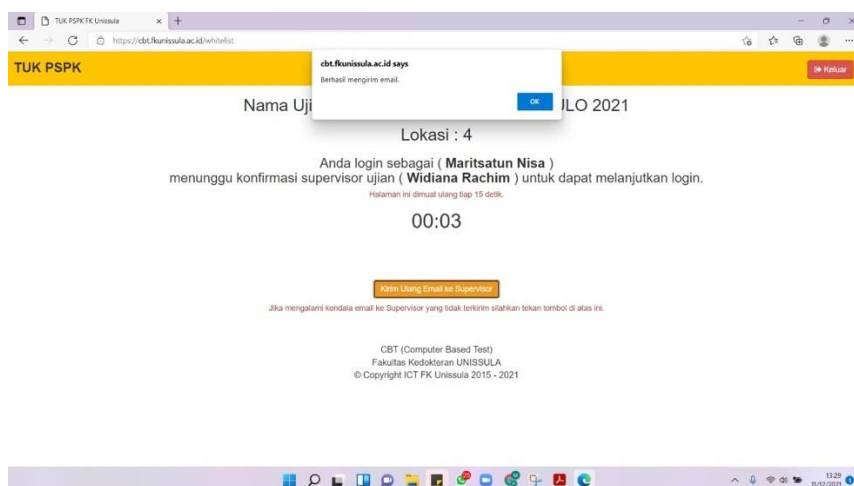 TUK PSPK FK Unissula
https://cbt.fkunissula.ac.id/whitelist
TUK PSPK
Keluar
cbt.fkunissula.ac.id says
Berhasil mengirim email.
OK
Nama Uji
JLO 2021
Lokasi : 4
Anda login sebagai ( Maritsatun Nisa )
menunggu konfirmasi supervisor ujian ( Widiana Rachim ) untuk dapat melanjutkan login.
Halaman ini dimuat ulang tiap 15 detik.
00:03
Kirim Ulang Email ke Supervisor
Jika mengalami kendala email ke Supervisor yang tidak terkirim silahkan tekan tombol di atas ini.
CBT (Computer Based Test)
Fakultas Kedokteran UNISSULA
© Copyright ICT FK Unissula 2015 - 2021
13:29
11/12/2021